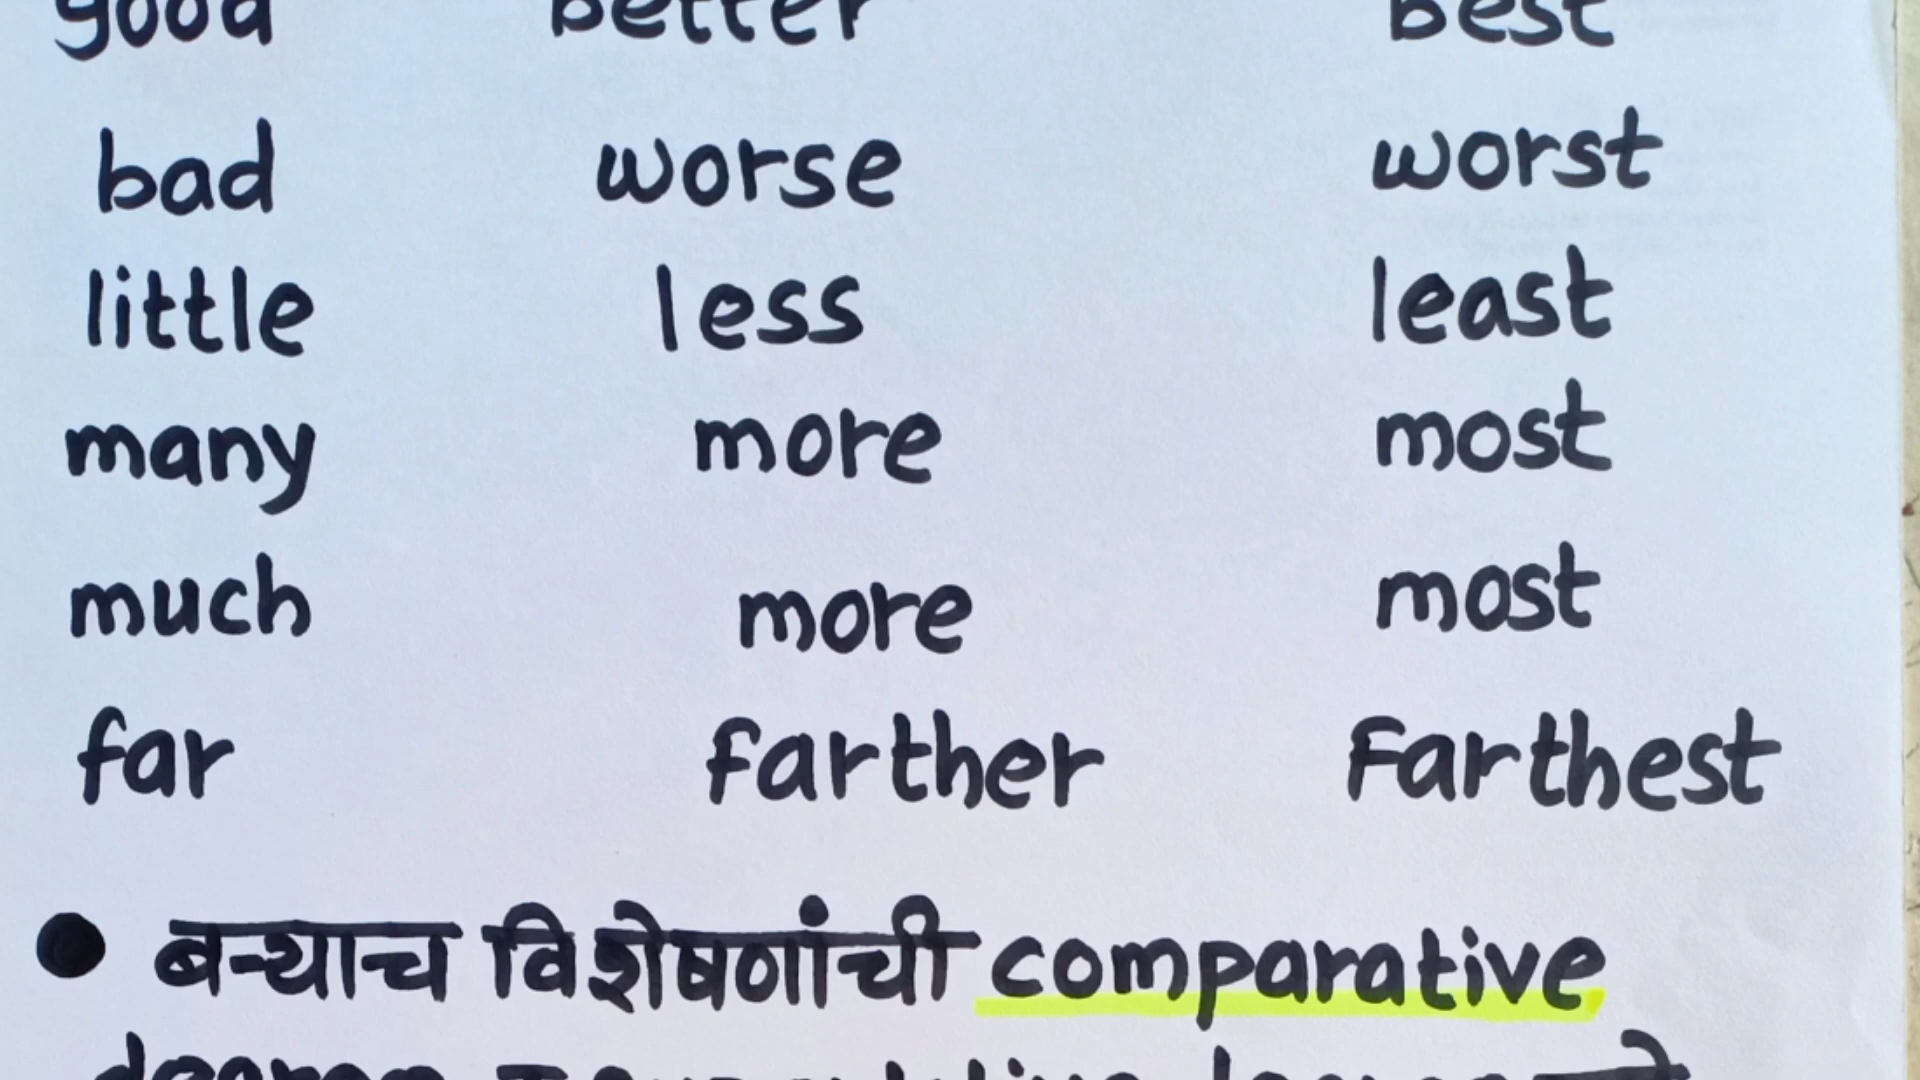 good better best
bad worse worst
little less least
many more most
much more most
far farther Farthest
● बऱ्याच विशेषणांची comparative
degree